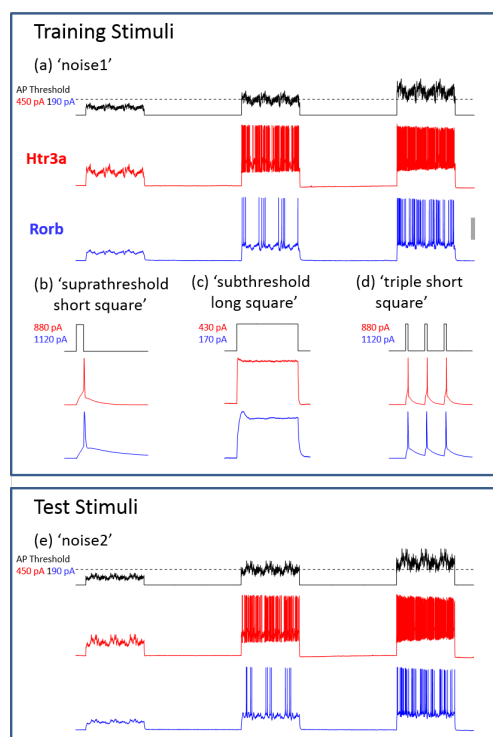 Training Stimuli
(a) 'noise1'
AP Threshold
450 pA 190 pA
Htr3a
Rorb
(b) 'suprathreshold
short square'
(c) 'subthreshold
long square'
(d) 'triple short
square'
880 pA
1120 pA
430 pA
170 pA
880 pA
1120 pA
Test Stimuli
(e) 'noise2'
AP Threshold
450 pA 190 pA